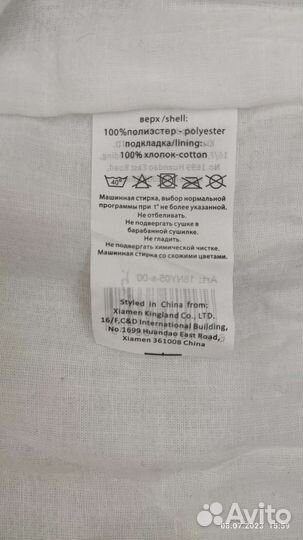 верх /shell:
100%полиэстер - polyester
подкладка/lining:
100% хлопок-cotton
40°
Машинная стирка, выбор нормальной
программы при t° не более указанной.
Не отбеливать.
Не подвергать сушке в
барабанной сушилке.
Не гладить.
Не подвергать химической чистке.
Машинная стирка со схожими цветами.
Styled in China from:
Xiamen Kingland Co., LTD.
16/F,C&D International Building,
No.1699 Huandao East Road,
Xiamen 361008 China
Avito
08.07.2023 15:59